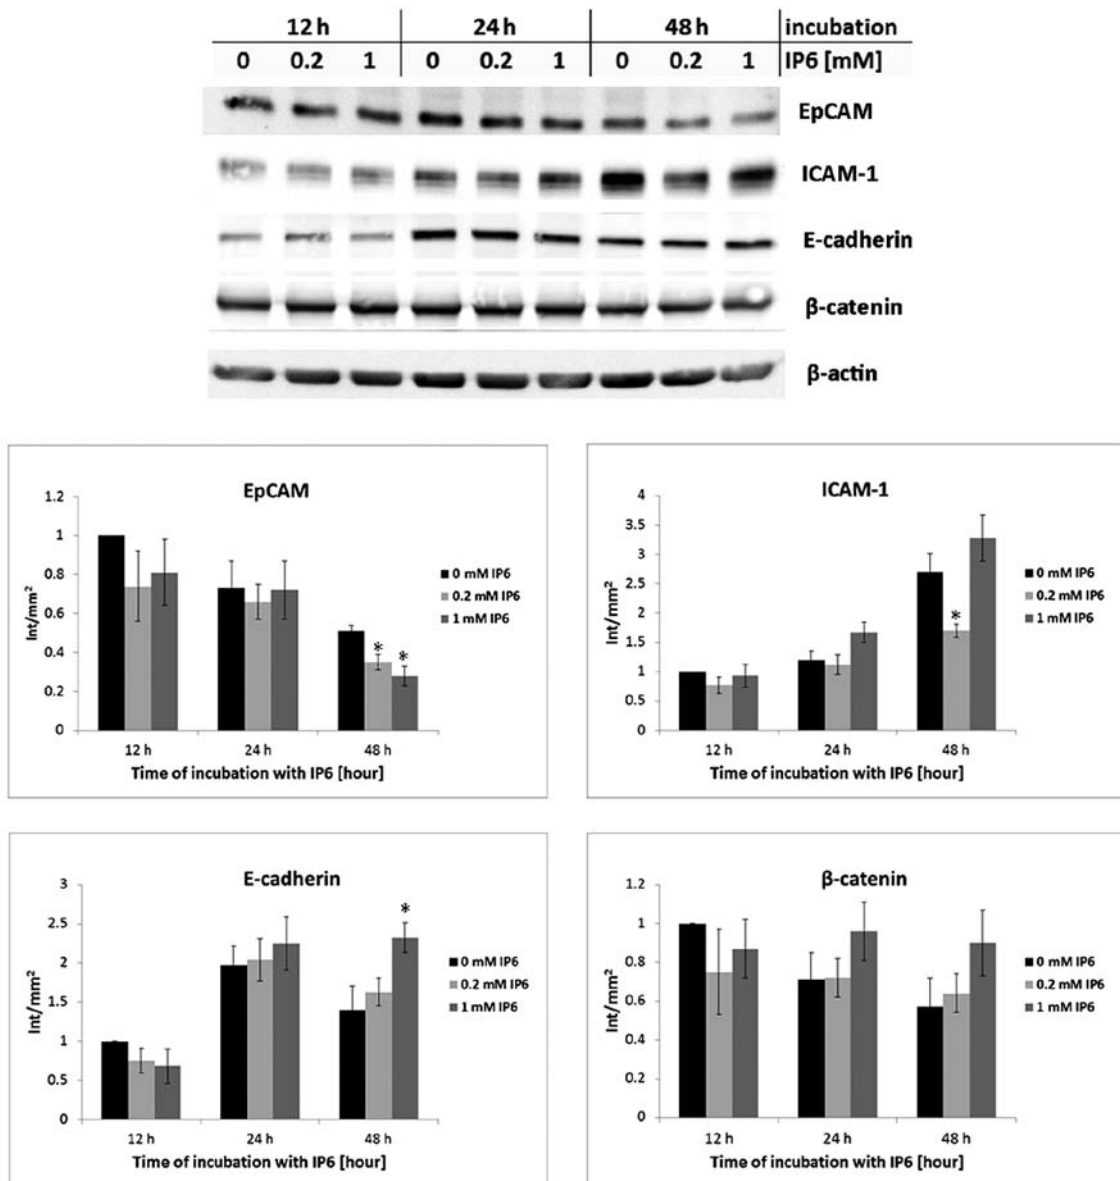 12 h 24 h 48 h incubation
0 0.2 1 0 0.2 1 0 0.2 1 IP6 [mM]
EpCAM
ICAM-1
E-cadherin
β-catenin
β-actin
EpCAM
1.2
1
0.8
0.6
0.4
0.2
0
Int/mm²
* *
0 mM IP6
0.2 mM IP6
1 mM IP6
12 h 24 h 48 h
Time of incubation with IP6 [hour]
ICAM-1
4
3.5
3
2.5
2
1.5
1
0.5
0
Int/mm²
*
0 mM IP6
0.2 mM IP6
1 mM IP6
12 h 24 h 48 h
Time of incubation with IP6 [hour]
E-cadherin
3
2.5
2
1.5
1
0.5
0
Int/mm²
*
0 mM IP6
0.2 mM IP6
1 mM IP6
12 h 24 h 48 h
Time of incubation with IP6 [hour]
β-catenin
1.2
1
0.8
0.6
0.4
0.2
0
Int/mm²
0 mM IP6
0.2 mM IP6
1 mM IP6
12 h 24 h 48 h
Time of incubation with IP6 [hour]